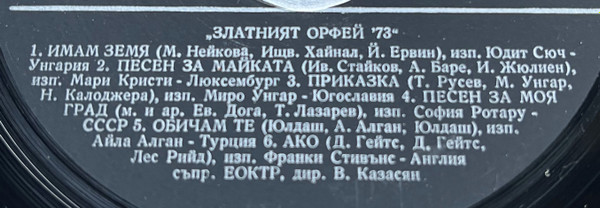 „ЗЛАТНИЯТ ОРФЕЙ '73“
1. ИМАМ ЗЕМЯ (М. Нейкова, Ищв. Хайнал, Й. Ервин), изп. Юдит Сюч -
Унгария 2. ПЕСЕН ЗА МАЙКАТА (Ив. Стайков, А. Баре, И. Жюлиен),
изп. Мари Кристи - Люксембург 3. ПРИКАЗКА (Т. Русев, М. Унгар,
Н. Калоджера), изп. Миро Унгар - Югославия 4. ПЕСЕН ЗА МОЯ
ГРАД (м. и ар. Ев. Дога, Т. Лазарев), изп. София Ротару -
СССР 5. ОБИЧАМ ТЕ (Юлдаш, А. Алган, Юлдаш), изп.
Айла Алган - Турция 6. АКО (Д. Гейтс, Д. Гейтс,
Лес Рийд), изп. Франки Стивънс - Англия
съпр. ЕОКТР, дир. В. Казасян